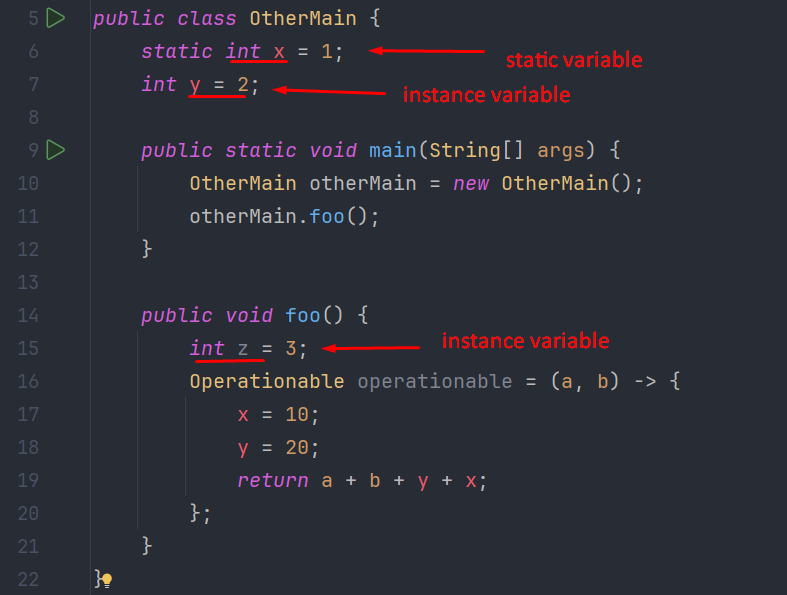 5 public class OtherMain {
6 static int x = 1; static variable
7 int y = 2; instance variable
8
9 public static void main(String[] args) {
10 OtherMain otherMain = new OtherMain();
11 otherMain.foo();
12 }
13
14 public void foo() {
15 int z = 3; instance variable
16 Operationable operationable = (a, b) -> {
17 x = 10;
18 y = 20;
19 return a + b + y + x;
20 };
21 }
22 }